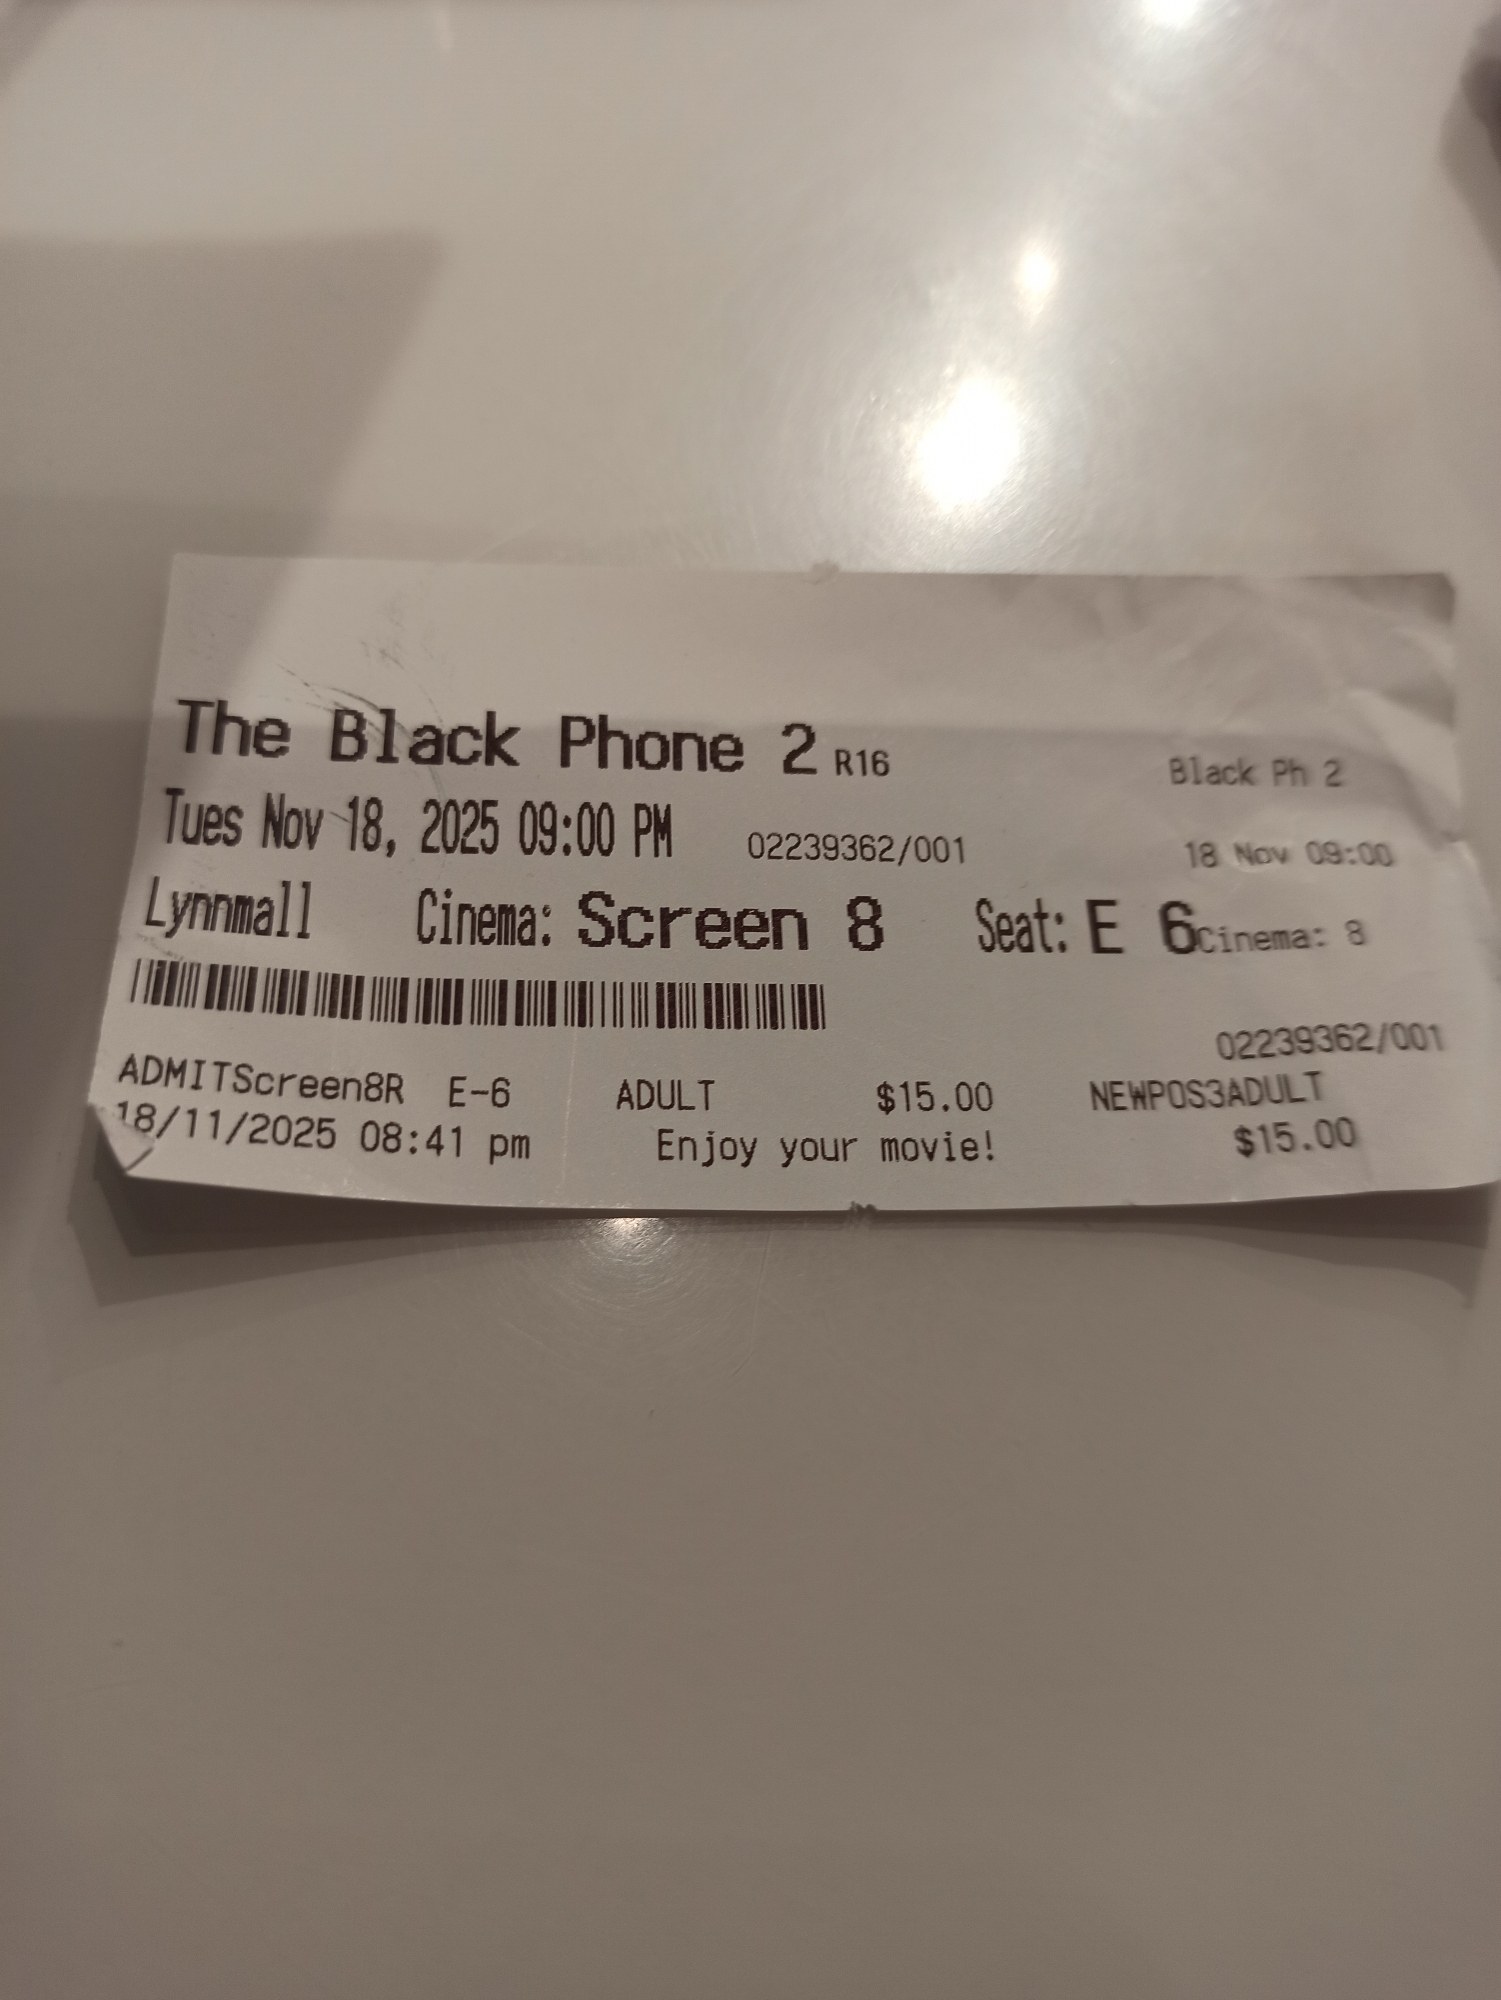 The Black Phone 2 R16 Black Ph 2
Tues Nov 18, 2025 09:00 PM 02239362/001 18 Nov 09:00
Lynnmall Cinema: Screen 8 Seat: E 6 Cinema: 8
02239362/001
ADMITScreen8R E-6 ADULT $15.00 NEWPOS3ADULT
18/11/2025 08:41 pm Enjoy your movie! $15.00